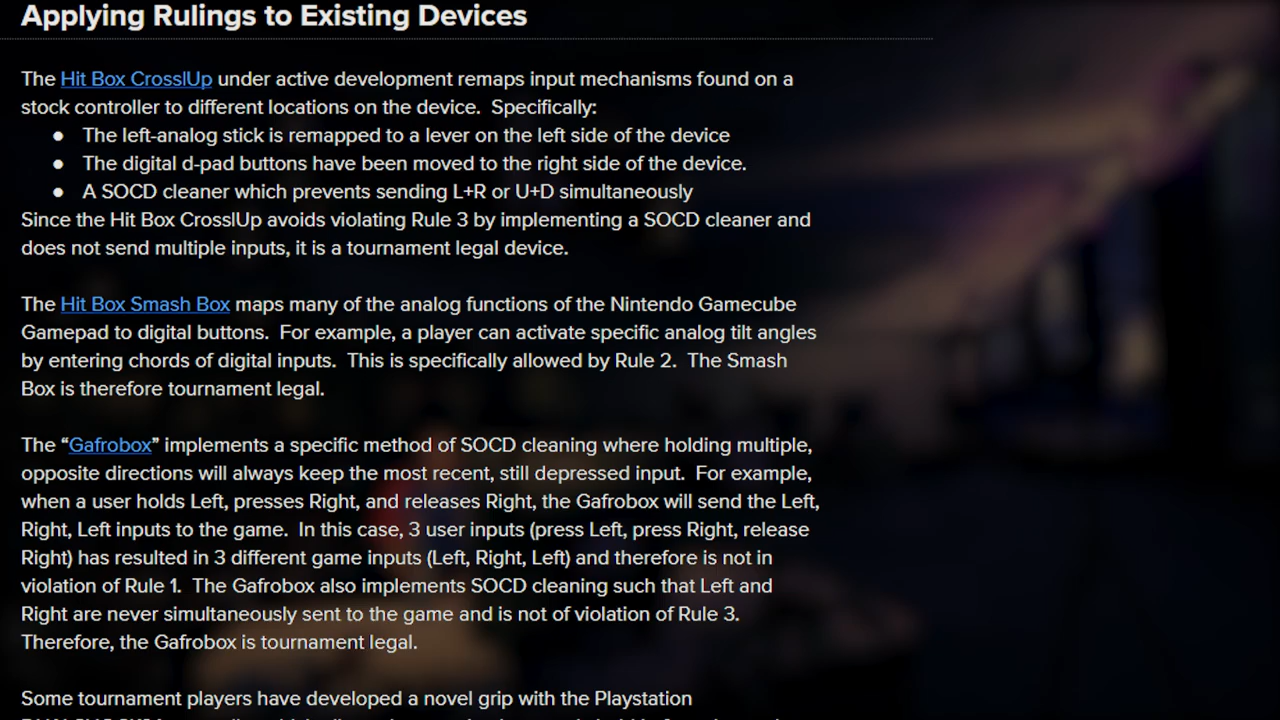 Applying Rulings to Existing Devices
The Hit Box CrosslUp under active development remaps input mechanisms found on a
stock controller to different locations on the device.  Specifically:
● The left-analog stick is remapped to a lever on the left side of the device
● The digital d-pad buttons have been moved to the right side of the device.
● A SOCD cleaner which prevents sending L+R or U+D simultaneously
Since the Hit Box CrosslUp avoids violating Rule 3 by implementing a SOCD cleaner and
does not send multiple inputs, it is a tournament legal device.
The Hit Box Smash Box maps many of the analog functions of the Nintendo Gamecube
Gamepad to digital buttons.  For example, a player can activate specific analog tilt angles
by entering chords of digital inputs.  This is specifically allowed by Rule 2.  The Smash
Box is therefore tournament legal.
The “Gafrobox” implements a specific method of SOCD cleaning where holding multiple,
opposite directions will always keep the most recent, still depressed input.  For example,
when a user holds Left, presses Right, and releases Right, the Gafrobox will send the Left,
Right, Left inputs to the game.  In this case, 3 user inputs (press Left, press Right, release
Right) has resulted in 3 different game inputs (Left, Right, Left) and therefore is not in
violation of Rule 1.  The Gafrobox also implements SOCD cleaning such that Left and
Right are never simultaneously sent to the game and is not of violation of Rule 3.
Therefore, the Gafrobox is tournament legal.
Some tournament players have developed a novel grip with the Playstation